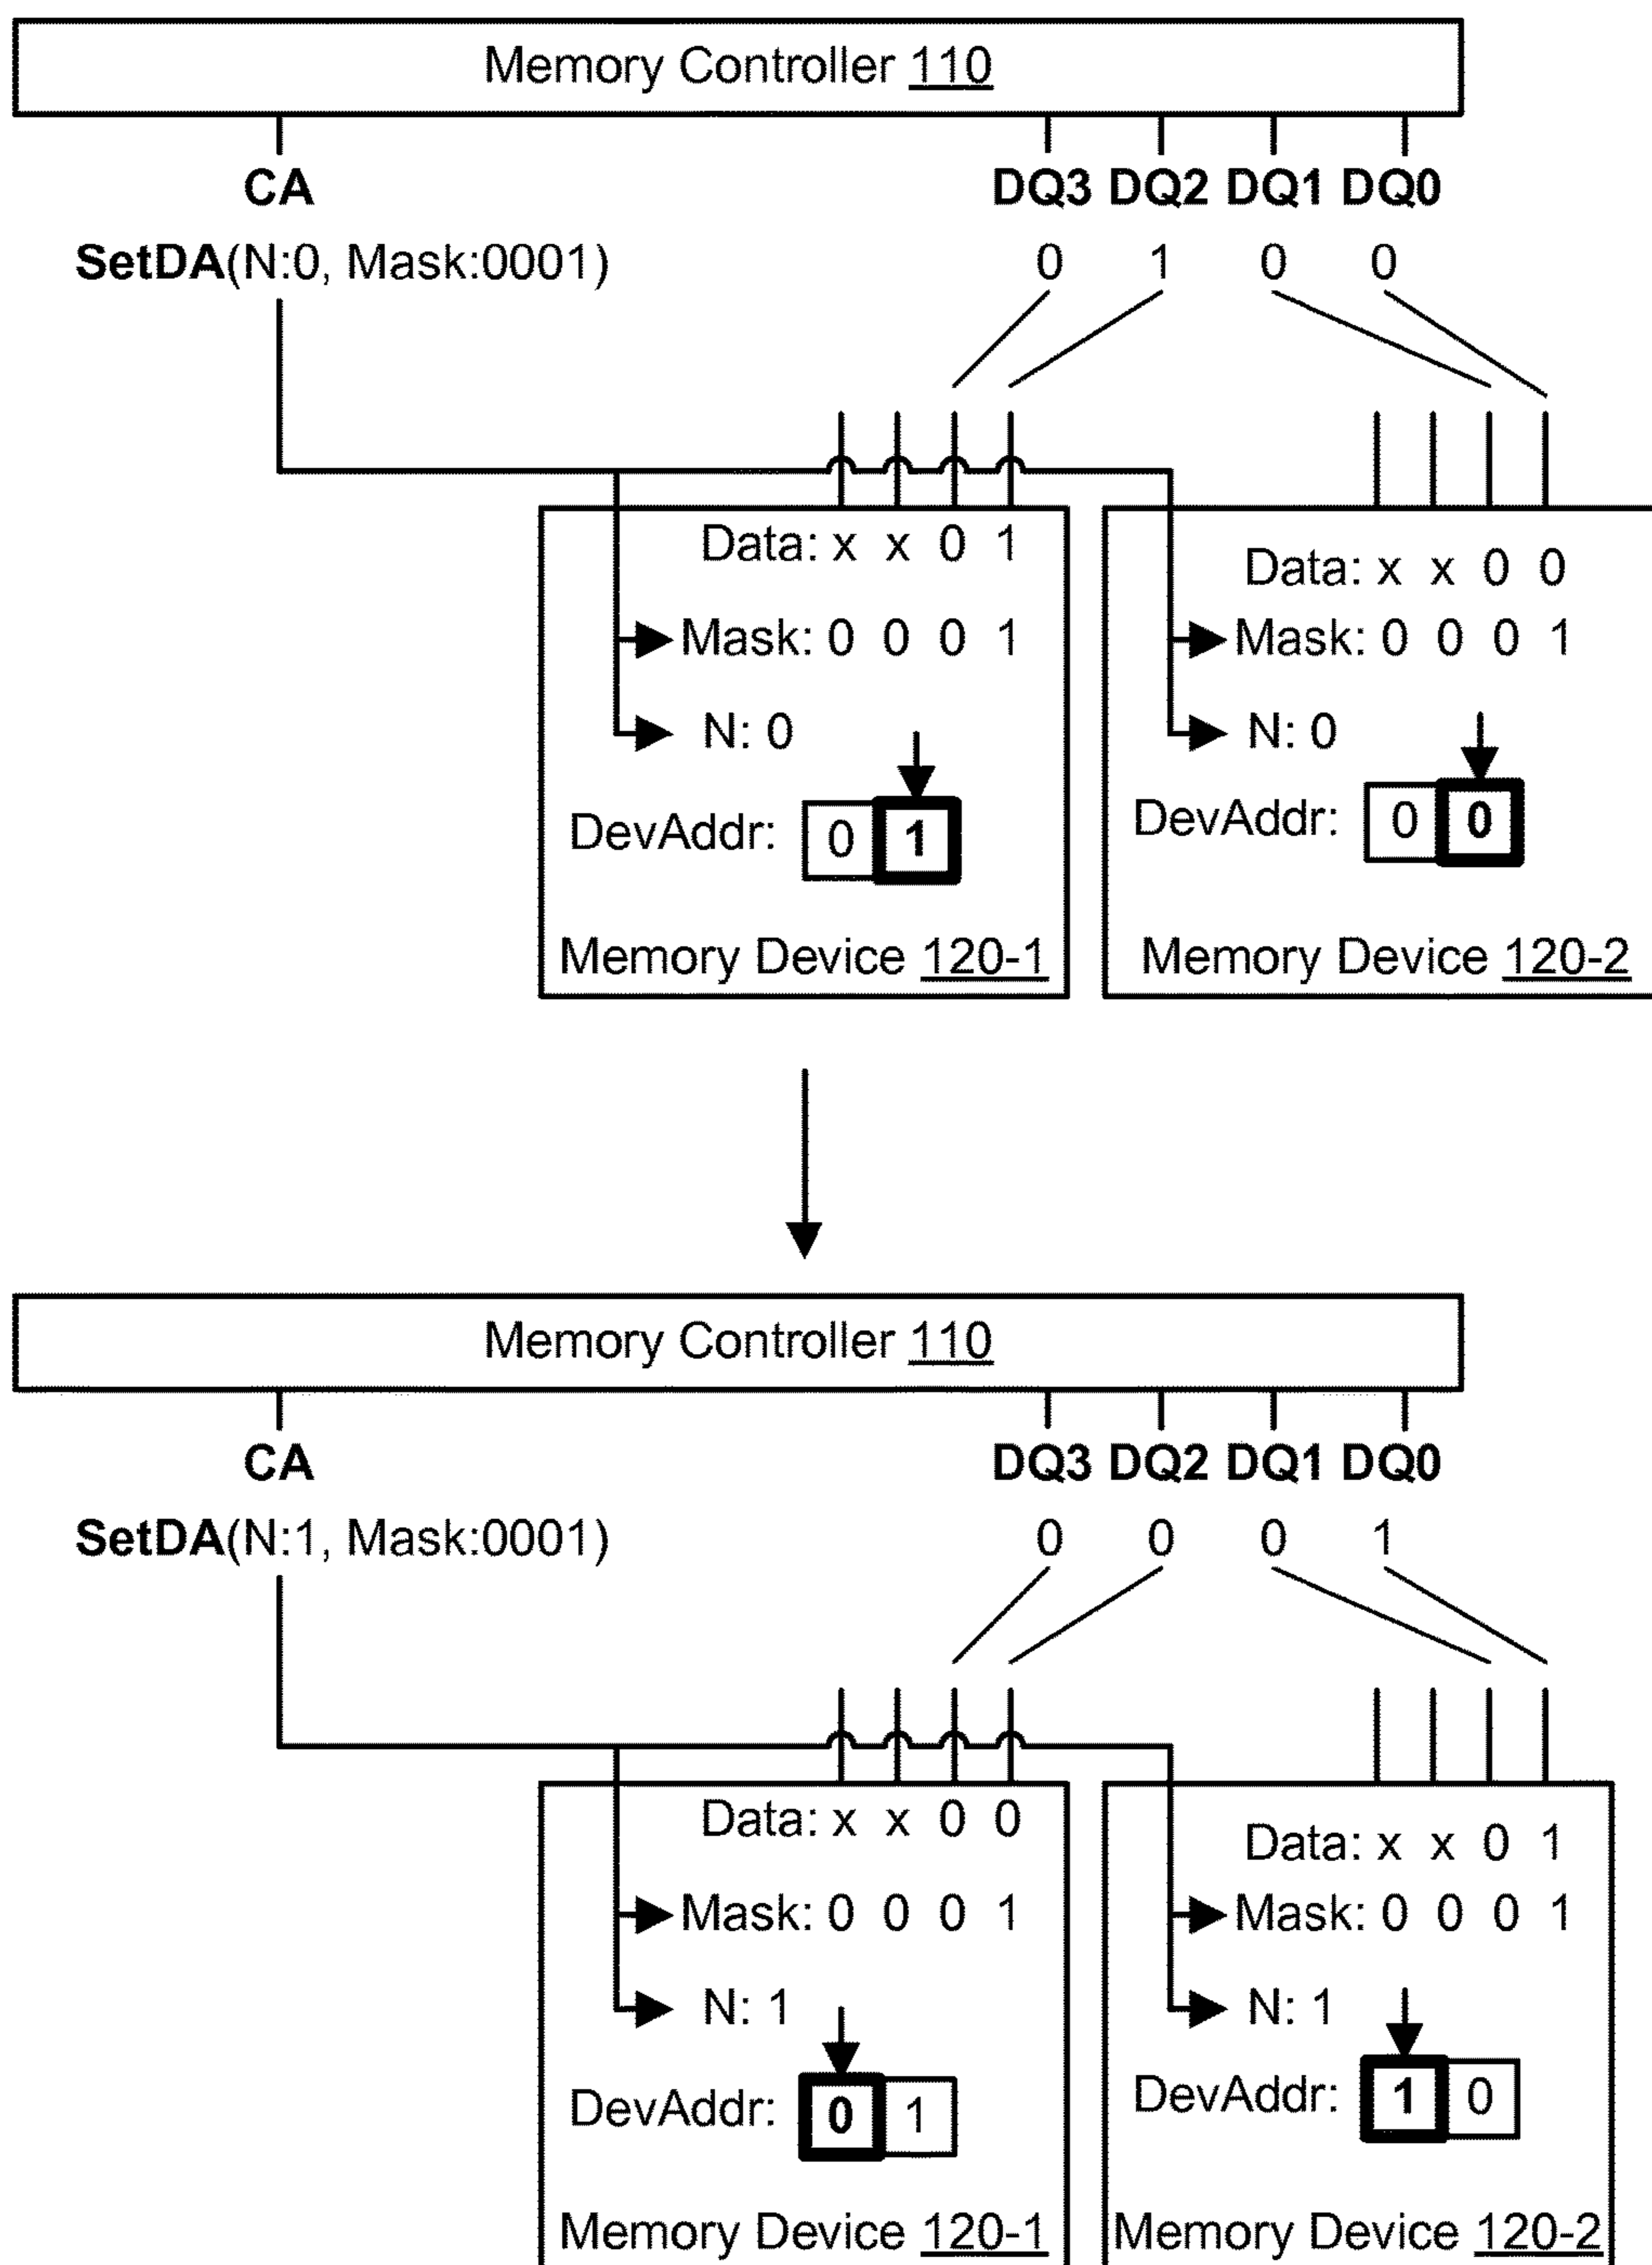 Memory Controller 110
CA DQ3 DQ2 DQ1 DQ0
SetDA(N:0, Mask:0001) 0 1 0 0
Data: x x 0 1
Mask: 0 0 0 1
N: 0
DevAddr: 0 1
Memory Device 120-1
Data: x x 0 0
Mask: 0 0 0 1
N: 0
DevAddr: 0 0
Memory Device 120-2
Memory Controller 110
CA DQ3 DQ2 DQ1 DQ0
SetDA(N:1, Mask:0001) 0 0 0 1
Data: x x 0 0
Mask: 0 0 0 1
N: 1
DevAddr: 0 1
Memory Device 120-1
Data: x x 0 1
Mask: 0 0 0 1
N: 1
DevAddr: 1 0
Memory Device 120-2